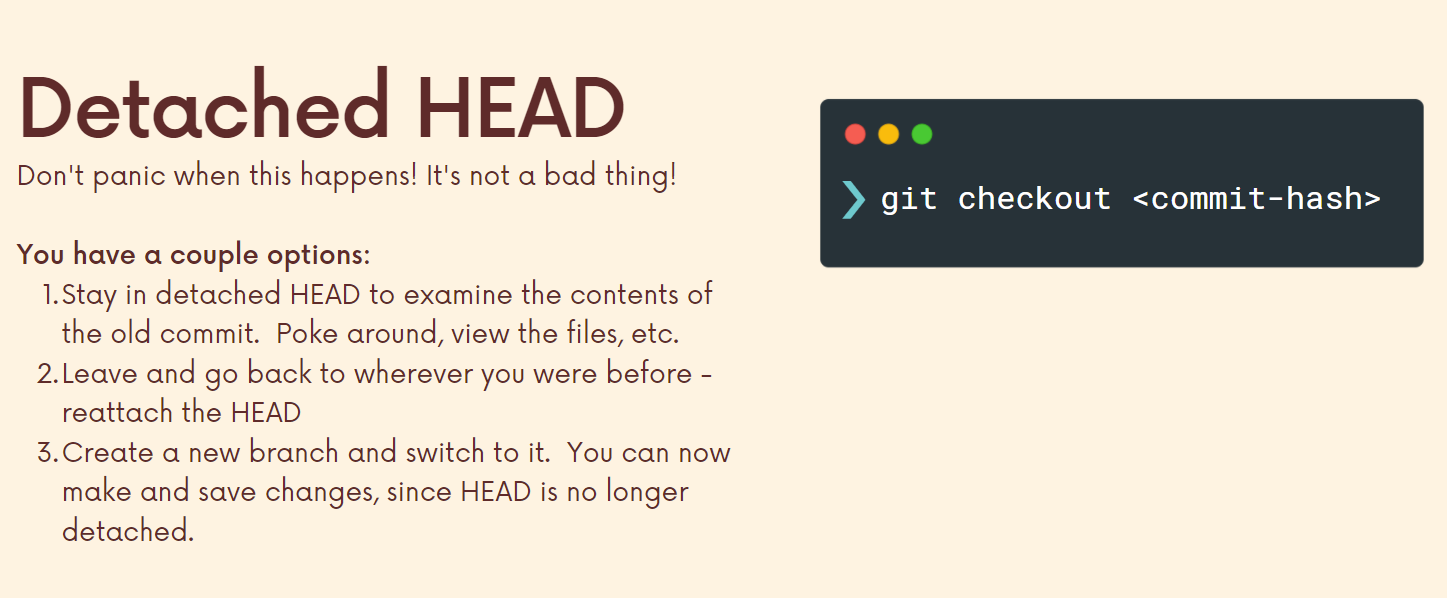 Detached HEAD
Don't panic when this happens! It's not a bad thing!
You have a couple options:
1. Stay in detached HEAD to examine the contents of
the old commit.  Poke around, view the files, etc.
2. Leave and go back to wherever you were before -
reattach the HEAD
3. Create a new branch and switch to it.  You can now
make and save changes, since HEAD is no longer
detached.
❯ git checkout <commit-hash>